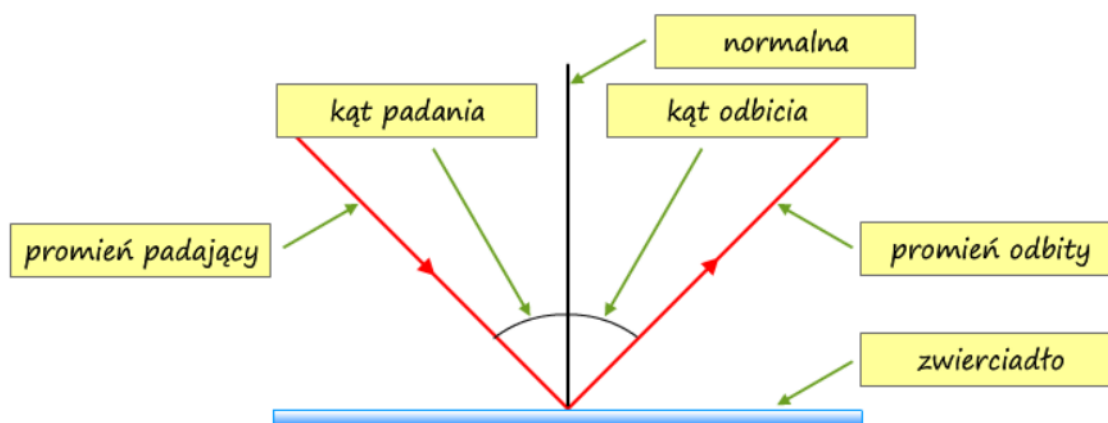 normalna
kąt padania
kąt odbicia
promień padający
promień odbity
zwierciadło